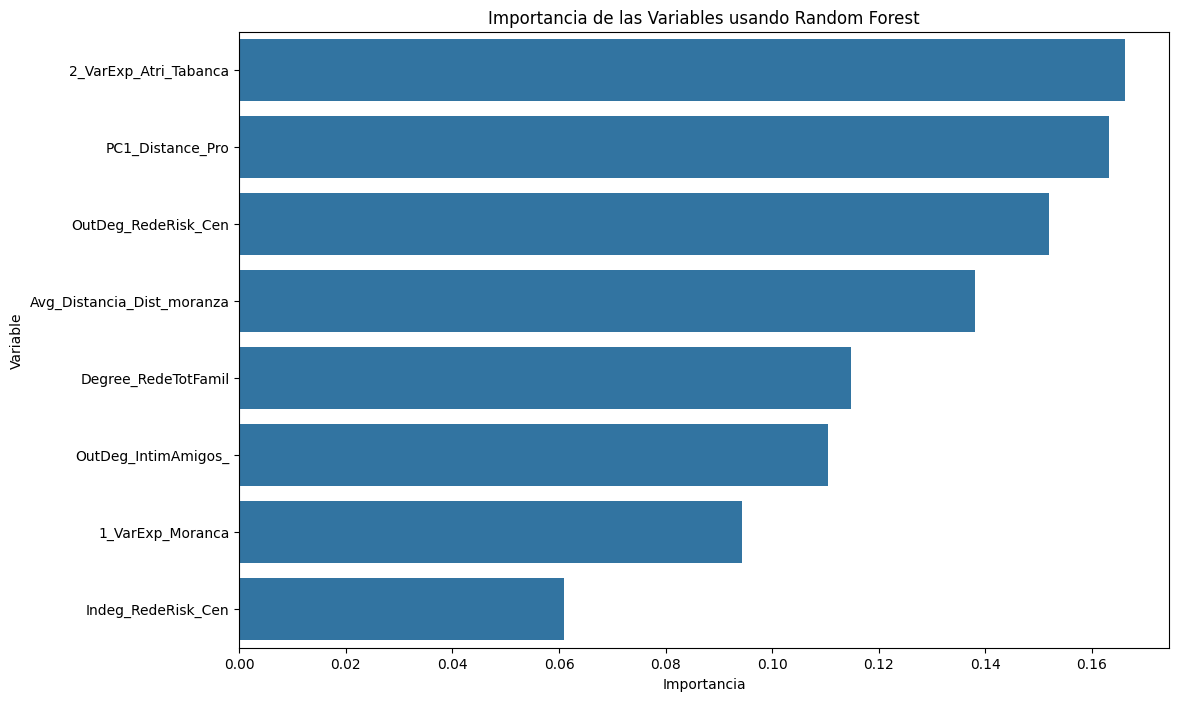 Importancia de las Variables usando Random Forest
Variable
2_VarExp_Atri_Tabanca
PC1_Distance_Pro
OutDeg_RedeRisk_Cen
Avg_Distancia_Dist_moranza
Degree_RedeTotFamil
OutDeg_IntimAmigos_
1_VarExp_Moranca
Indeg_RedeRisk_Cen
0.00 0.02 0.04 0.06 0.08 0.10 0.12 0.14 0.16
Importancia